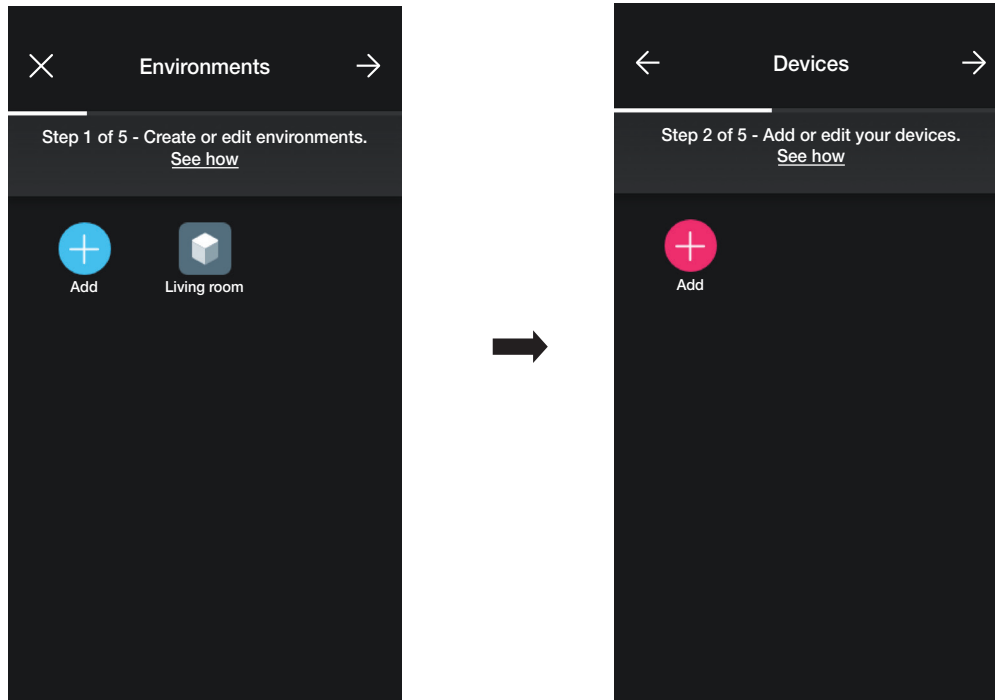 Environments
Step 1 of 5 - Create or edit environments.
See how
Add
Living room
Devices
Step 2 of 5 - Add or edit your devices.
See how
Add